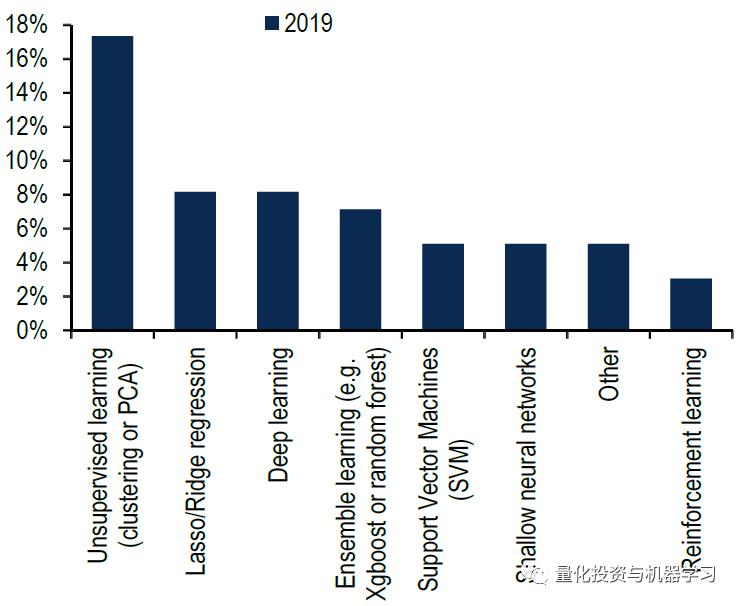 2019
18%
16%
14%
12%
10%
8%
6%
4%
2%
0%
Unsupervised learning
(clustering or PCA)
Lasso/Ridge regression
Deep learning
Ensemble learning (e.g.
Xgboost or random forest)
Support Vector Machines
(SVM)
Shallow neural networks
Other
Reinforcement learning
量化投资与机器学习